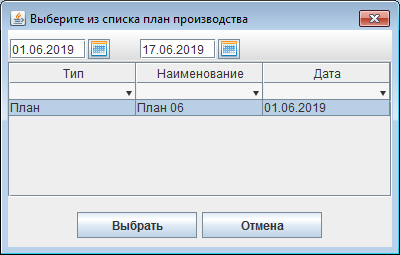 Выберите из списка план производства
01.06.2019 17.06.2019
Тип Наименование Дата
План План 06 01.06.2019
Выбрать Отмена